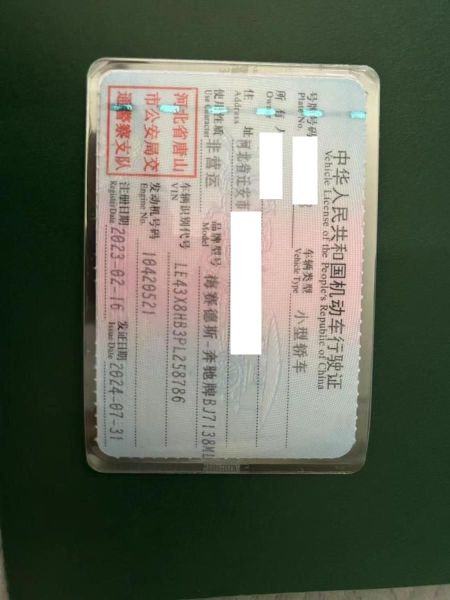 中华人民共和国机动车行驶证
Vehicle License of the People's Republic of China
号牌号码
Plate No.
车辆类型 小型轿车
Vehicle Type
所有人
Owner
住址 河北省迁安市
Address
使用性质 非营运
Use Character
品牌型号 梅赛德斯-奔驰牌BJ7138ML
Model
河北省唐山
市公安局交
通警察支队
车辆识别代号 LE43X8HB3PL258786
VIN
发动机号码 10420521
Engine No.
注册日期 2023-02-16
Register Date
发证日期 2024-07-31
Issue Date